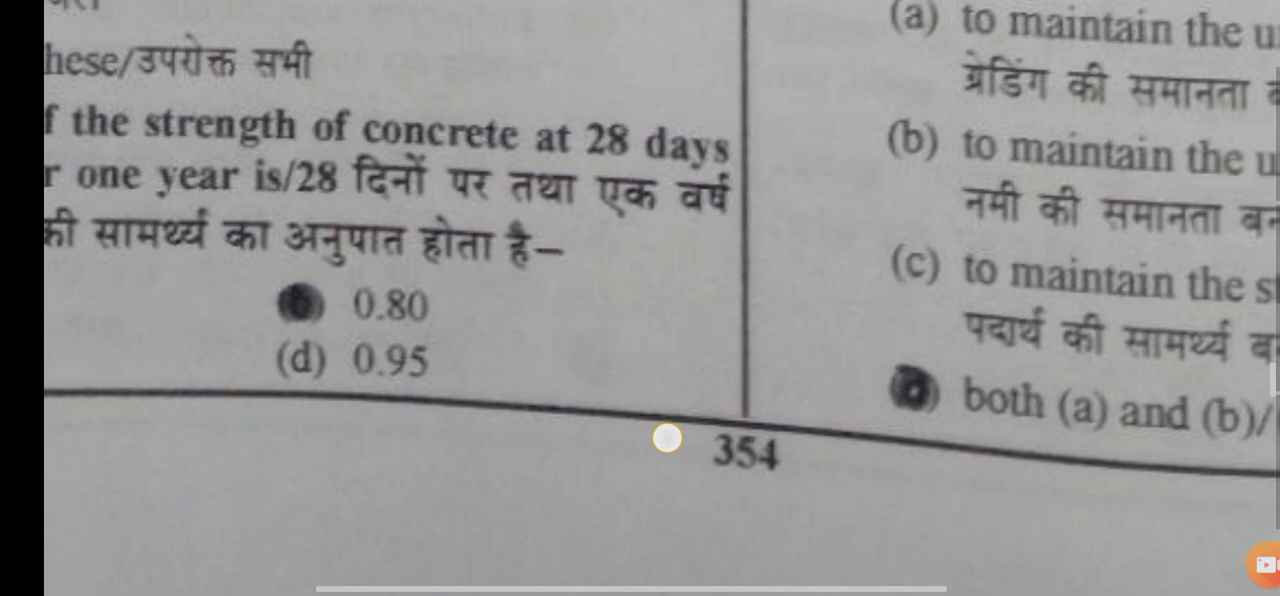 hese/उपरोक्त सभी
the strength of concrete at 28 days
one year is/28 दिनों पर तथा एक वर्ष
की सामर्थ्य का अनुपात होता है–
0.80
(d) 0.95
(a) to maintain the
ग्रेडिंग की समानता
(b) to maintain the
नमी की समानता
(c) to maintain the
पदार्थ की सामर्थ्य
both (a) and (b)/
354